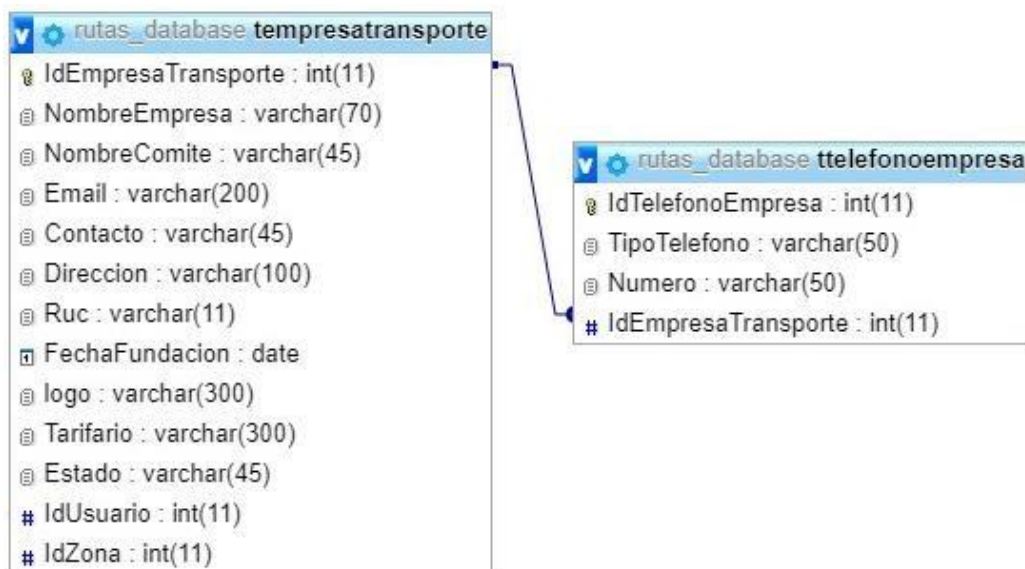 rutas_database tempresatransporte
IdEmpresaTransporte : int(11)
NombreEmpresa : varchar(70)
NombreComite : varchar(45)
Email : varchar(200)
Contacto : varchar(45)
Direccion : varchar(100)
Ruc : varchar(11)
FechaFundacion : date
logo : varchar(300)
Tarifario : varchar(300)
Estado : varchar(45)
# IdUsuario : int(11)
# IdZona : int(11)
rutas_database ttelefonoempresa
IdTelefonoEmpresa : int(11)
TipoTelefono : varchar(50)
Numero : varchar(50)
# IdEmpresaTransporte : int(11)